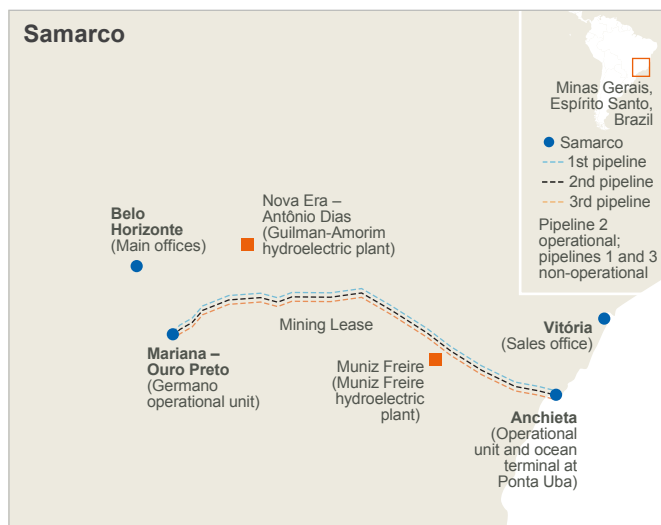 Samarco
Minas Gerais,
Espírito Santo,
Brazil
Samarco
1st pipeline
2nd pipeline
3rd pipeline
Pipeline 2
operational;
pipelines 1 and 3
non-operational
Nova Era –
Antônio Dias
(Guilman-Amorim
hydroelectric plant)
Belo
Horizonte
(Main offices)
Mining Lease
Vitória
(Sales office)
Mariana –
Ouro Preto
(Germano
operational unit)
Muniz Freire
(Muniz Freire
hydroelectric
plant)
Anchieta
(Operational
unit and ocean
terminal at
Ponta Uba)